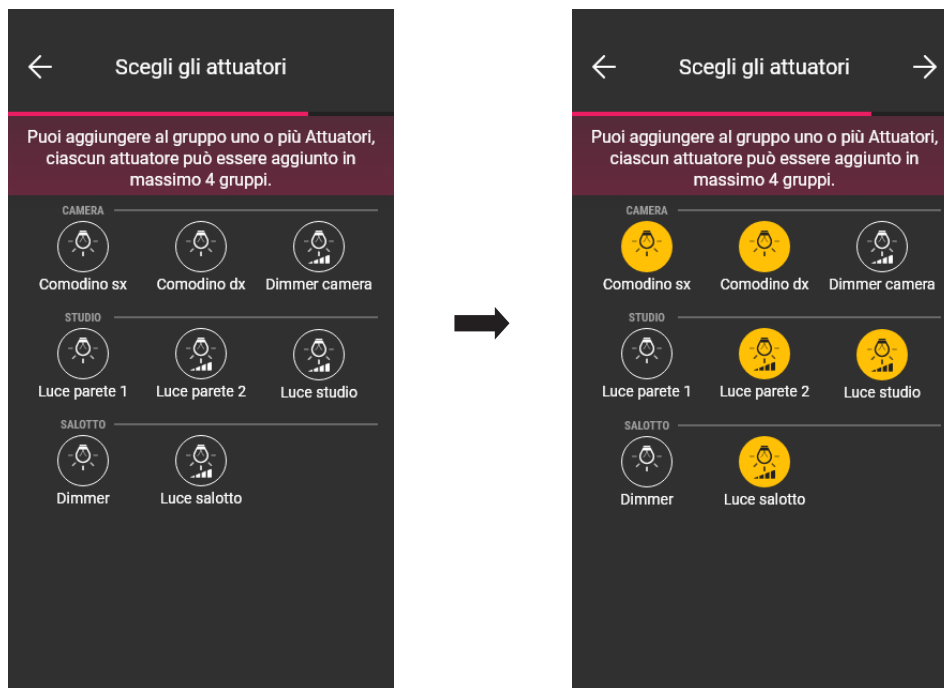 Scegli gli attuatori
Puoi aggiungere al gruppo uno o più Attuatori,
ciascun attuatore può essere aggiunto in
massimo 4 gruppi.
CAMERA
Comodino sx Comodino dx Dimmer camera
STUDIO
Luce parete 1 Luce parete 2 Luce studio
SALOTTO
Dimmer Luce salotto
Scegli gli attuatori
Puoi aggiungere al gruppo uno o più Attuatori,
ciascun attuatore può essere aggiunto in
massimo 4 gruppi.
CAMERA
Comodino sx Comodino dx Dimmer camera
STUDIO
Luce parete 1 Luce parete 2 Luce studio
SALOTTO
Dimmer Luce salotto